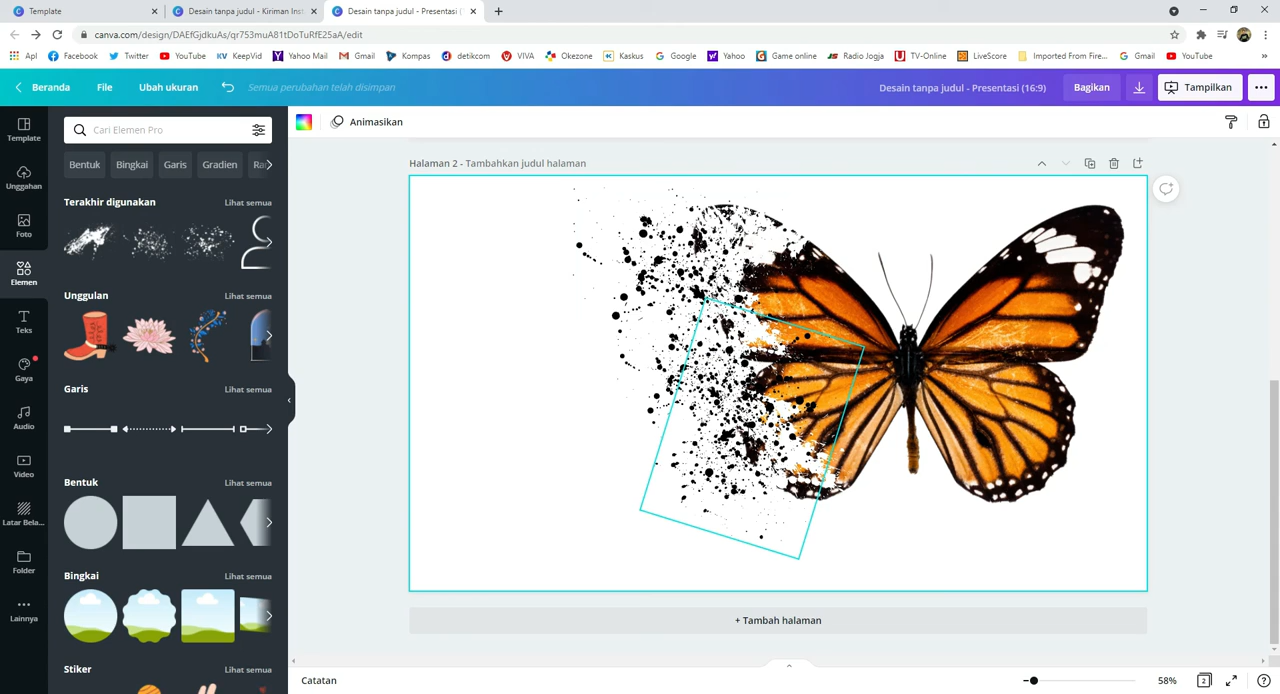 Template
Desain tanpa judul - Kiriman Inst
Desain tanpa judul - Presentasi (
canva.com/design/DAEfGjdkuAs/qr753muA81tDoTuRfE25aA/edit
Apl
Facebook
Twitter
YouTube
KeepVid
Yahoo Mail
Gmail
Kompas
detikcom
VIVA
Okezone
Kaskus
Google
Yahoo
Game online
Radio Jogja
TV-Online
LiveScore
Imported From Fire...
Gmail
YouTube
Beranda
File
Ubah ukuran
Semua perubahan telah disimpan
Desain tanpa judul - Presentasi (16:9)
Bagikan
Tampilkan
Template
Unggahan
Foto
Elemen
Teks
Gaya
Audio
Video
Latar Bela...
Folder
Lainnya
Cari Elemen Pro
Bentuk
Bingkai
Garis
Gradien
Terakhir digunakan
Lihat semua
Unggulan
Lihat semua
Garis
Lihat semua
Bentuk
Lihat semua
Bingkai
Lihat semua
Stiker
Lihat semua
Animasikan
Halaman 2 - Tambahkan judul halaman
+ Tambah halaman
Catatan
58%
2